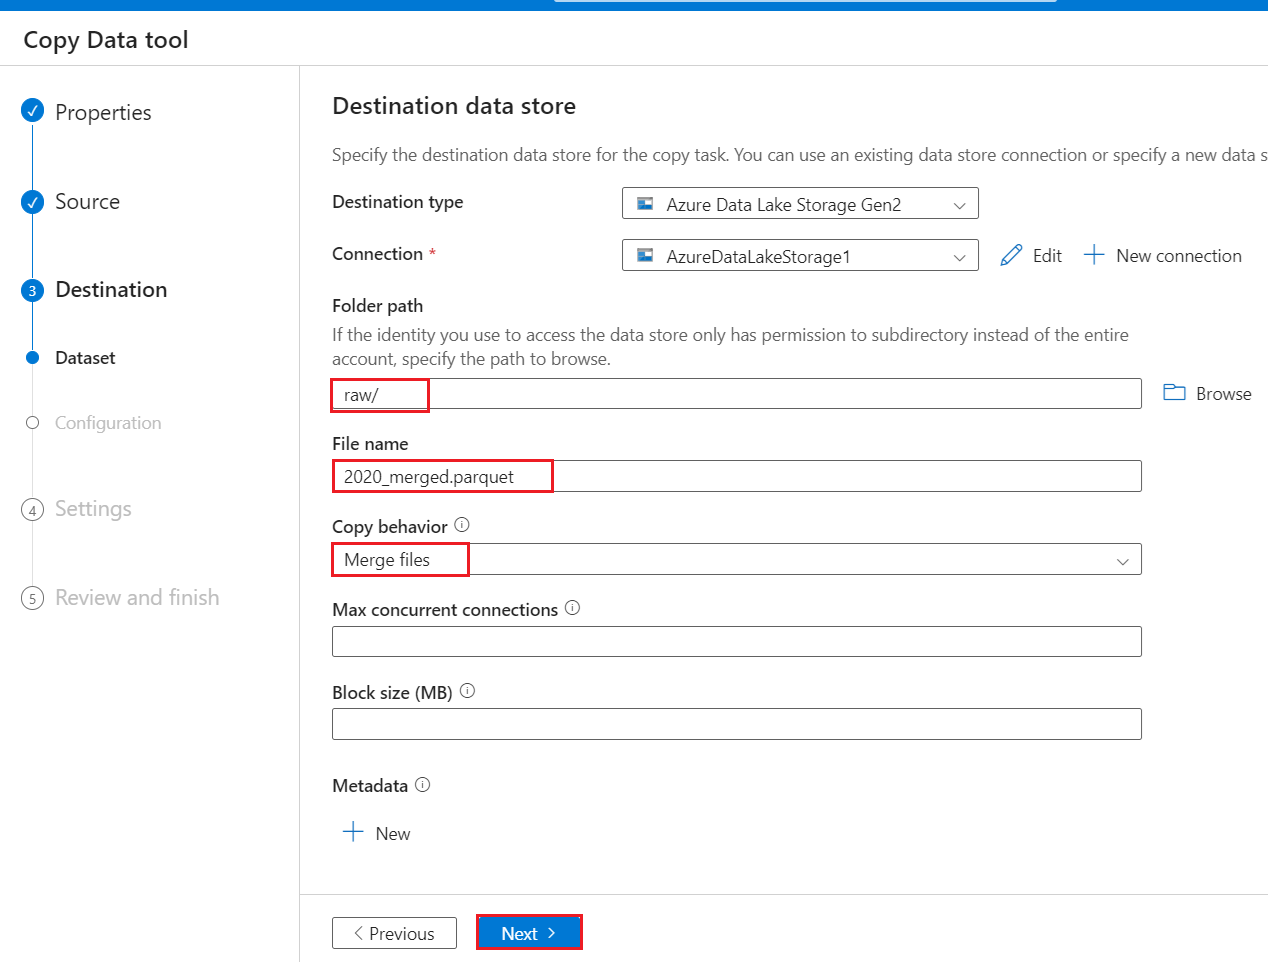 Copy Data tool
Properties
Source
3 Destination
Dataset
Configuration
4 Settings
5 Review and finish
Destination data store
Specify the destination data store for the copy task. You can use an existing data store connection or specify a new data s
Destination type
Azure Data Lake Storage Gen2
Connection *
AzureDataLakeStorage1
Edit
New connection
Folder path
If the identity you use to access the data store only has permission to subdirectory instead of the entire
account, specify the path to browse.
raw/
Browse
File name
2020_merged.parquet
Copy behavior
Merge files
Max concurrent connections
Block size (MB)
Metadata
New
Previous
Next